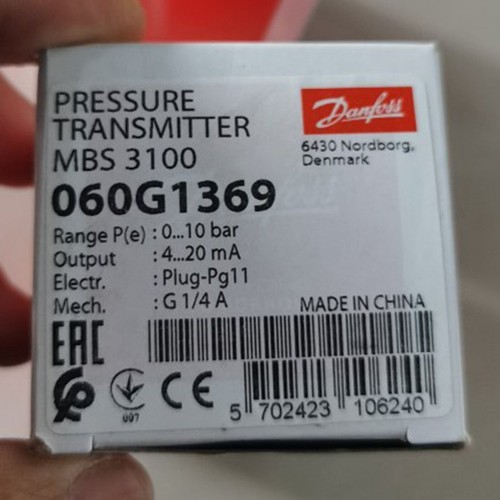 PRESSURE
TRANSMITTER
MBS 3100
060G1369
Danfoss
6430 Nordborg,
Denmark
Range P(e) : 0...10 bar
Output : 4...20 mA
Electr. : Plug-Pg11
Mech. : G 1/4 A
MADE IN CHINA
EAC
007
CE
5 702423 106240